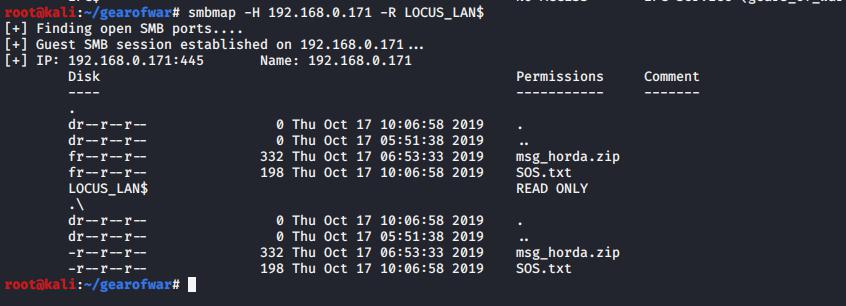 root@kali:~/gearofwar# smbmap -H 192.168.0.171 -R LOCUS_LAN$
[+] Finding open SMB ports....
[+] Guest SMB session established on 192.168.0.171...
[+] IP: 192.168.0.171:445 Name: 192.168.0.171
Disk Permissions Comment
---- ----------- -------
.
dr--r--r-- 0 Thu Oct 17 10:06:58 2019 .
dr--r--r-- 0 Thu Oct 17 05:51:38 2019 ..
fr--r--r-- 332 Thu Oct 17 06:53:33 2019 msg_horda.zip
fr--r--r-- 198 Thu Oct 17 10:06:58 2019 SOS.txt
LOCUS_LAN$ READ ONLY
.\
dr--r--r-- 0 Thu Oct 17 10:06:58 2019 .
dr--r--r-- 0 Thu Oct 17 05:51:38 2019 ..
-r--r--r-- 332 Thu Oct 17 06:53:33 2019 msg_horda.zip
-r--r--r-- 198 Thu Oct 17 10:06:58 2019 SOS.txt
root@kali:~/gearofwar#